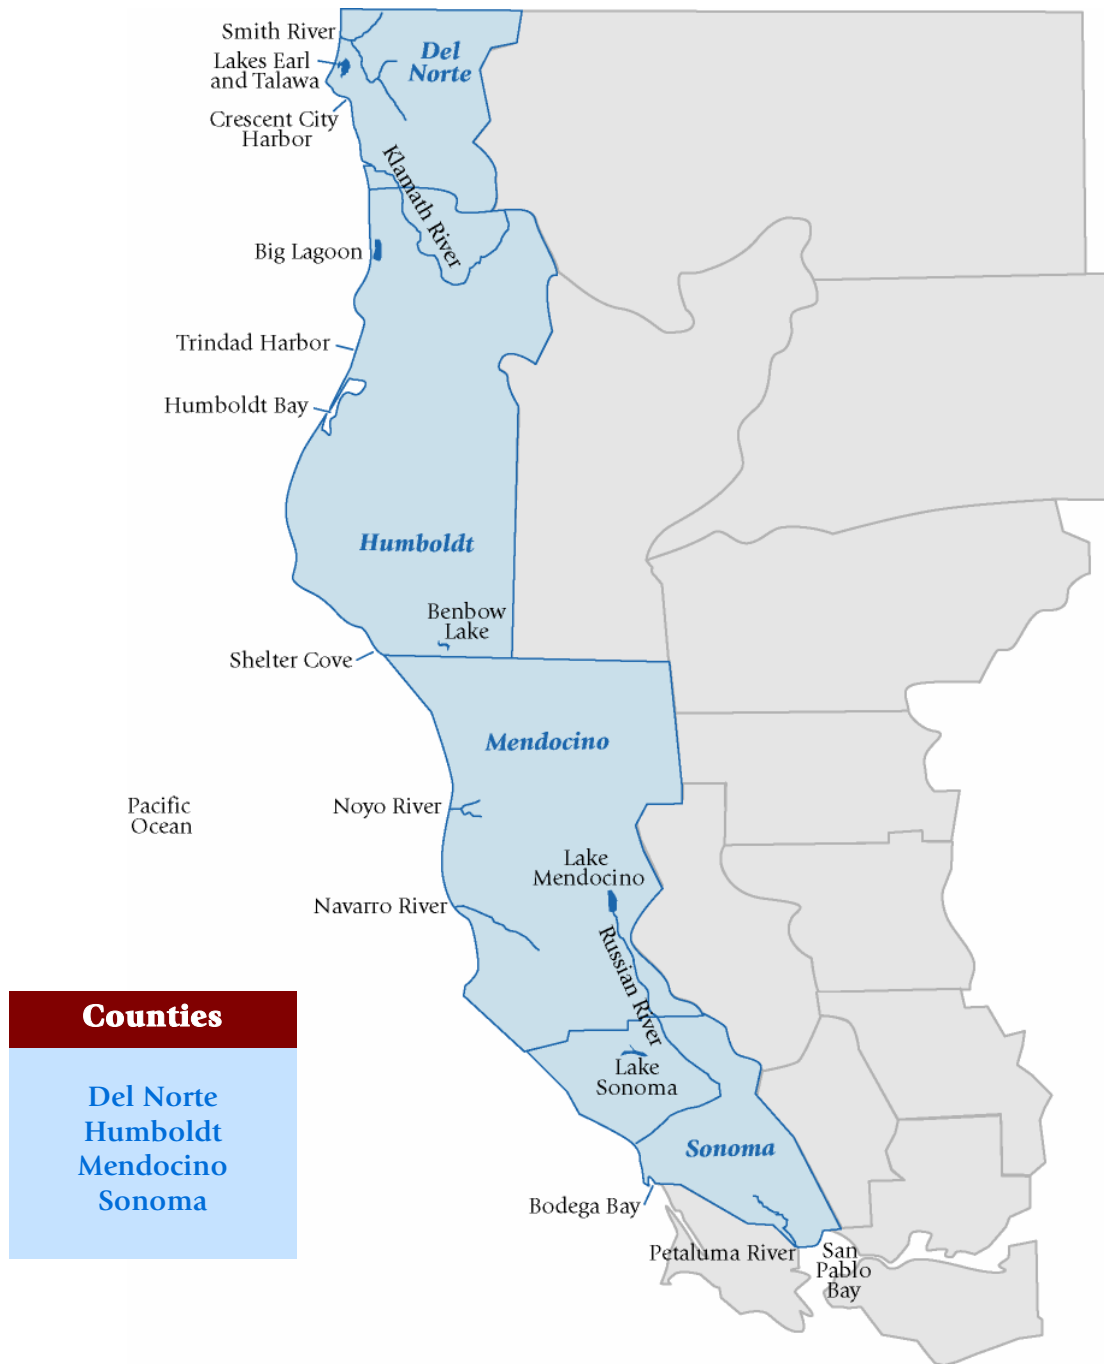 Smith River
Del
Norte
Lakes Earl
and Talawa
Crescent City
Harbor
Klamath River
Big Lagoon
Trindad Harbor
Humboldt Bay
Humboldt
Benbow
Lake
Shelter Cove
Mendocino
Pacific
Ocean
Noyo River
Lake
Mendocino
Navarro River
Russian River
Counties
Del Norte
Humboldt
Mendocino
Sonoma
Lake
Sonoma
Sonoma
Bodega Bay
Petaluma River
San
Pablo
Bay